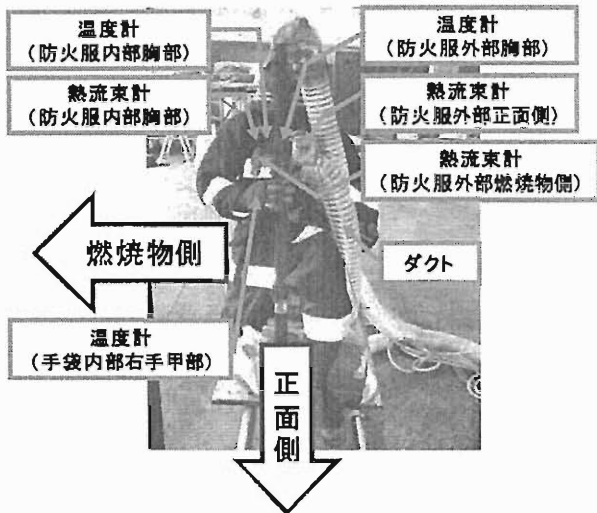 温度計
(防火服内部胸部)
温度計
(防火服外部胸部)
熱流束計
(防火服内部胸部)
熱流束計
(防火服外部正面側)
熱流束計
(防火服外部燃焼物側)
燃焼物側
ダクト
温度計
(手袋内部右手甲部)
正面側